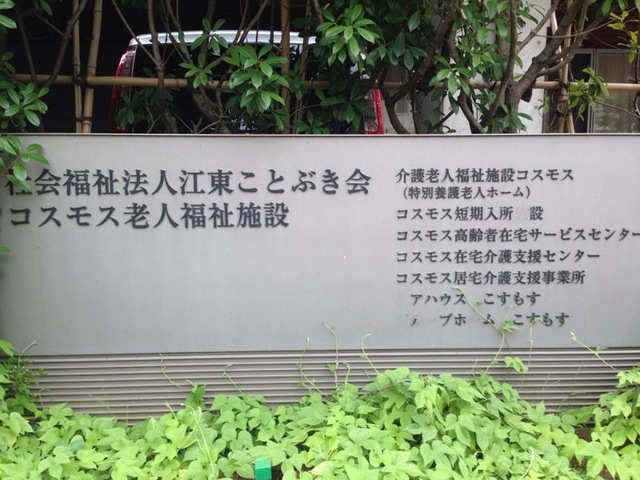 社会福祉法人江東ことぶき会
コスモス老人福祉施設
介護老人福祉施設コスモス
(特別養護老人ホーム)
コスモス短期入所 設
コスモス高齢者在宅サービスセンター
コスモス在宅介護支援センター
コスモス居宅介護支援事業所
アハウス こすもす
プホーム こすもす